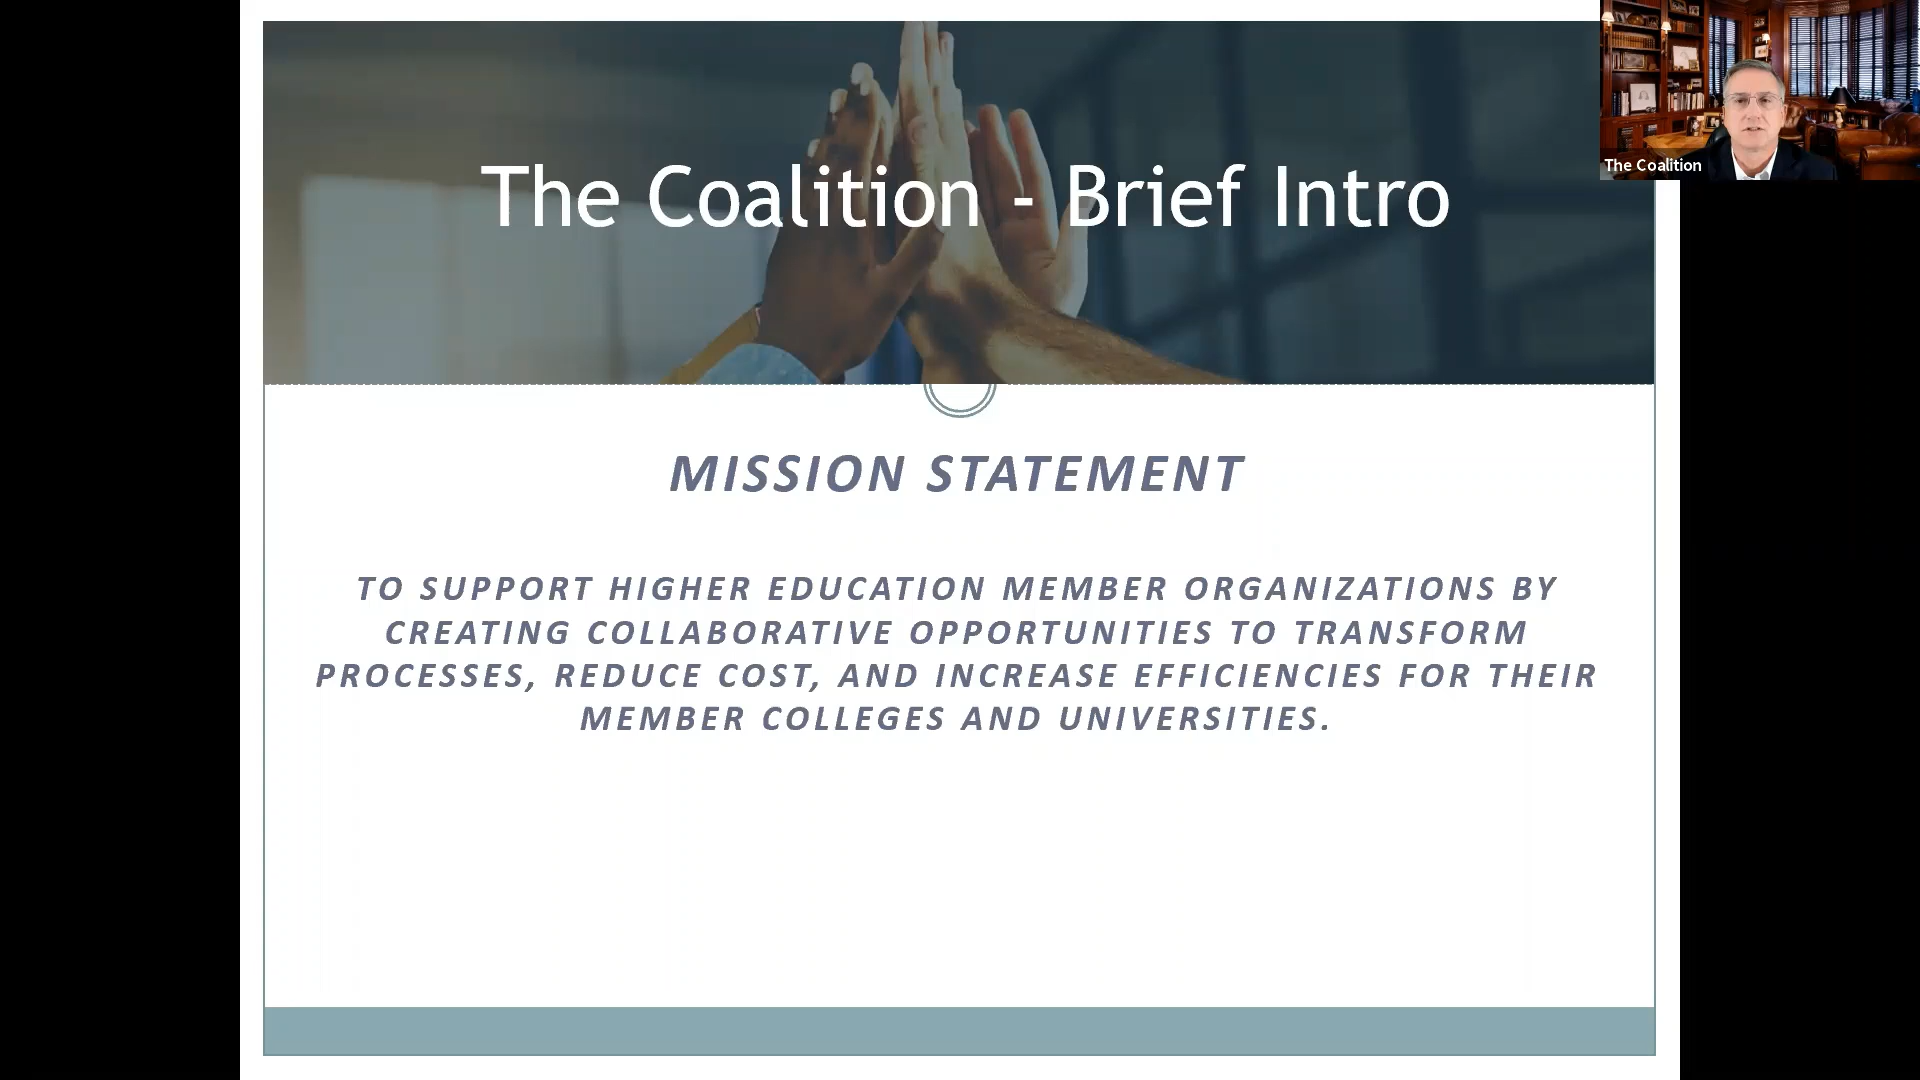 The Coalition - Brief Intro
The Coalition
MISSION STATEMENT
TO SUPPORT HIGHER EDUCATION MEMBER ORGANIZATIONS BY
CREATING COLLABORATIVE OPPORTUNITIES TO TRANSFORM
PROCESSES, REDUCE COST, AND INCREASE EFFICIENCIES FOR THEIR
MEMBER COLLEGES AND UNIVERSITIES.